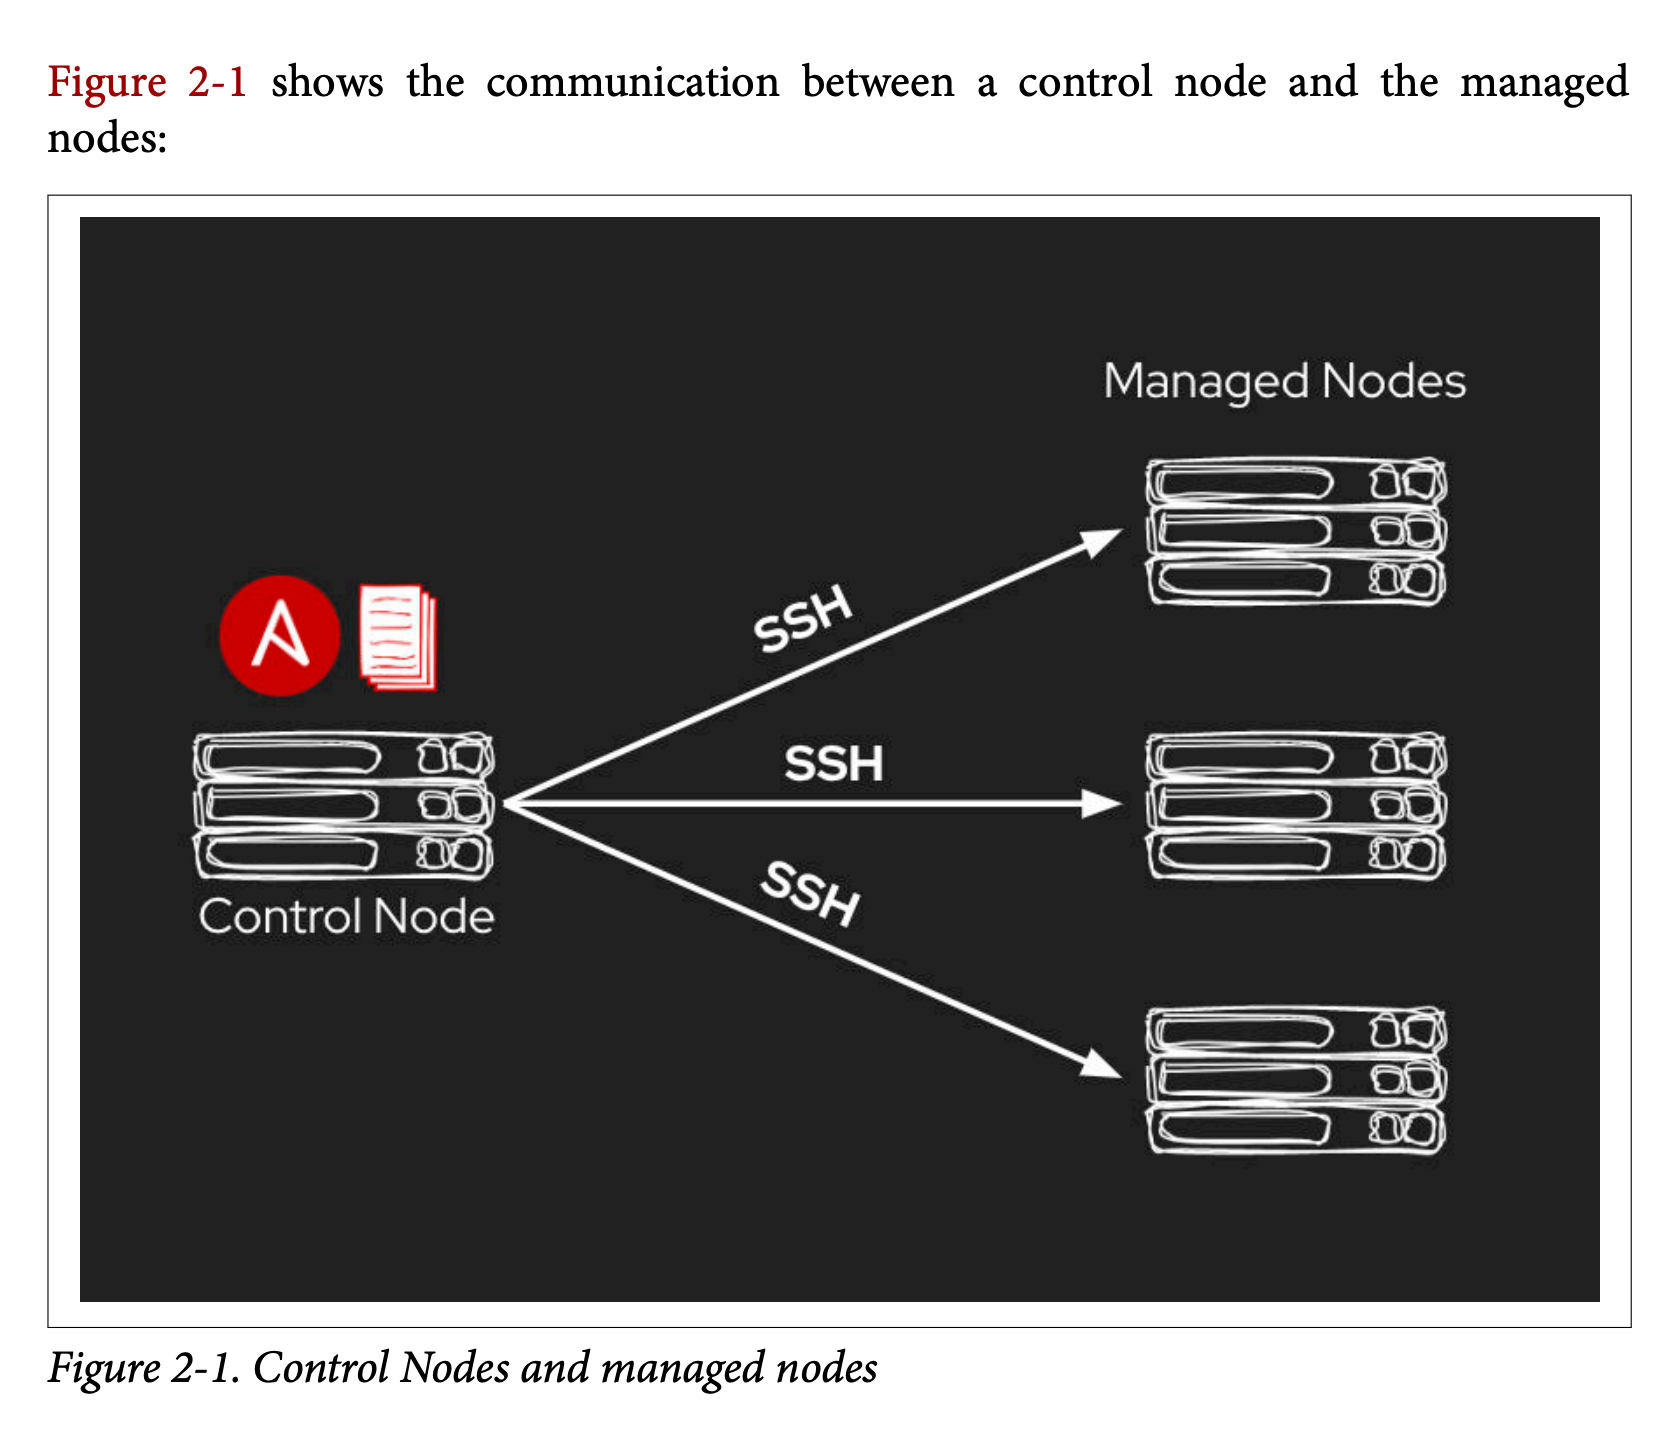 Figure 2-1 shows the communication between a control node and the managed
nodes:
Managed Nodes
SSH
SSH
SSH
Control Node
Figure 2-1. Control Nodes and managed nodes